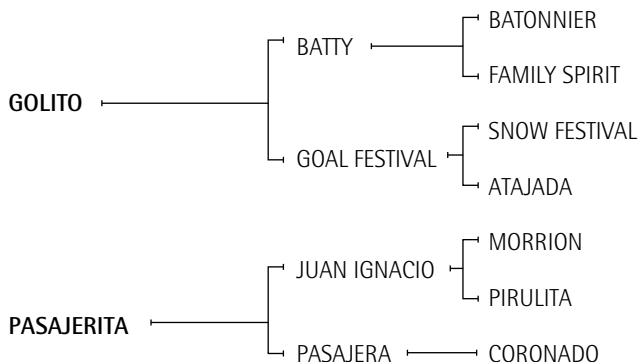 GOLITO
BATTY
BATONNIER
FAMILY SPIRIT
GOAL FESTIVAL
SNOW FESTIVAL
ATAJADA
PASAJERITA
JUAN IGNACIO
MORRION
PIRULITA
PASAJERA
CORONADO